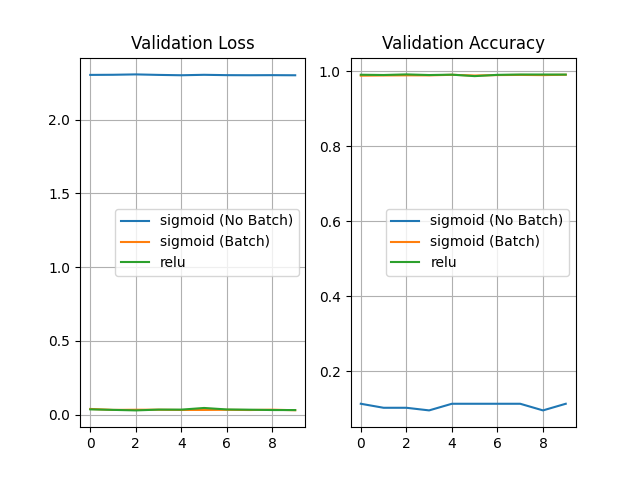 Validation Loss
2.0
1.5
1.0
0.5
0.0
0 2 4 6 8
sigmoid (No Batch)
sigmoid (Batch)
relu
Validation Accuracy
1.0
0.8
0.6
0.4
0.2
0 2 4 6 8
sigmoid (No Batch)
sigmoid (Batch)
relu